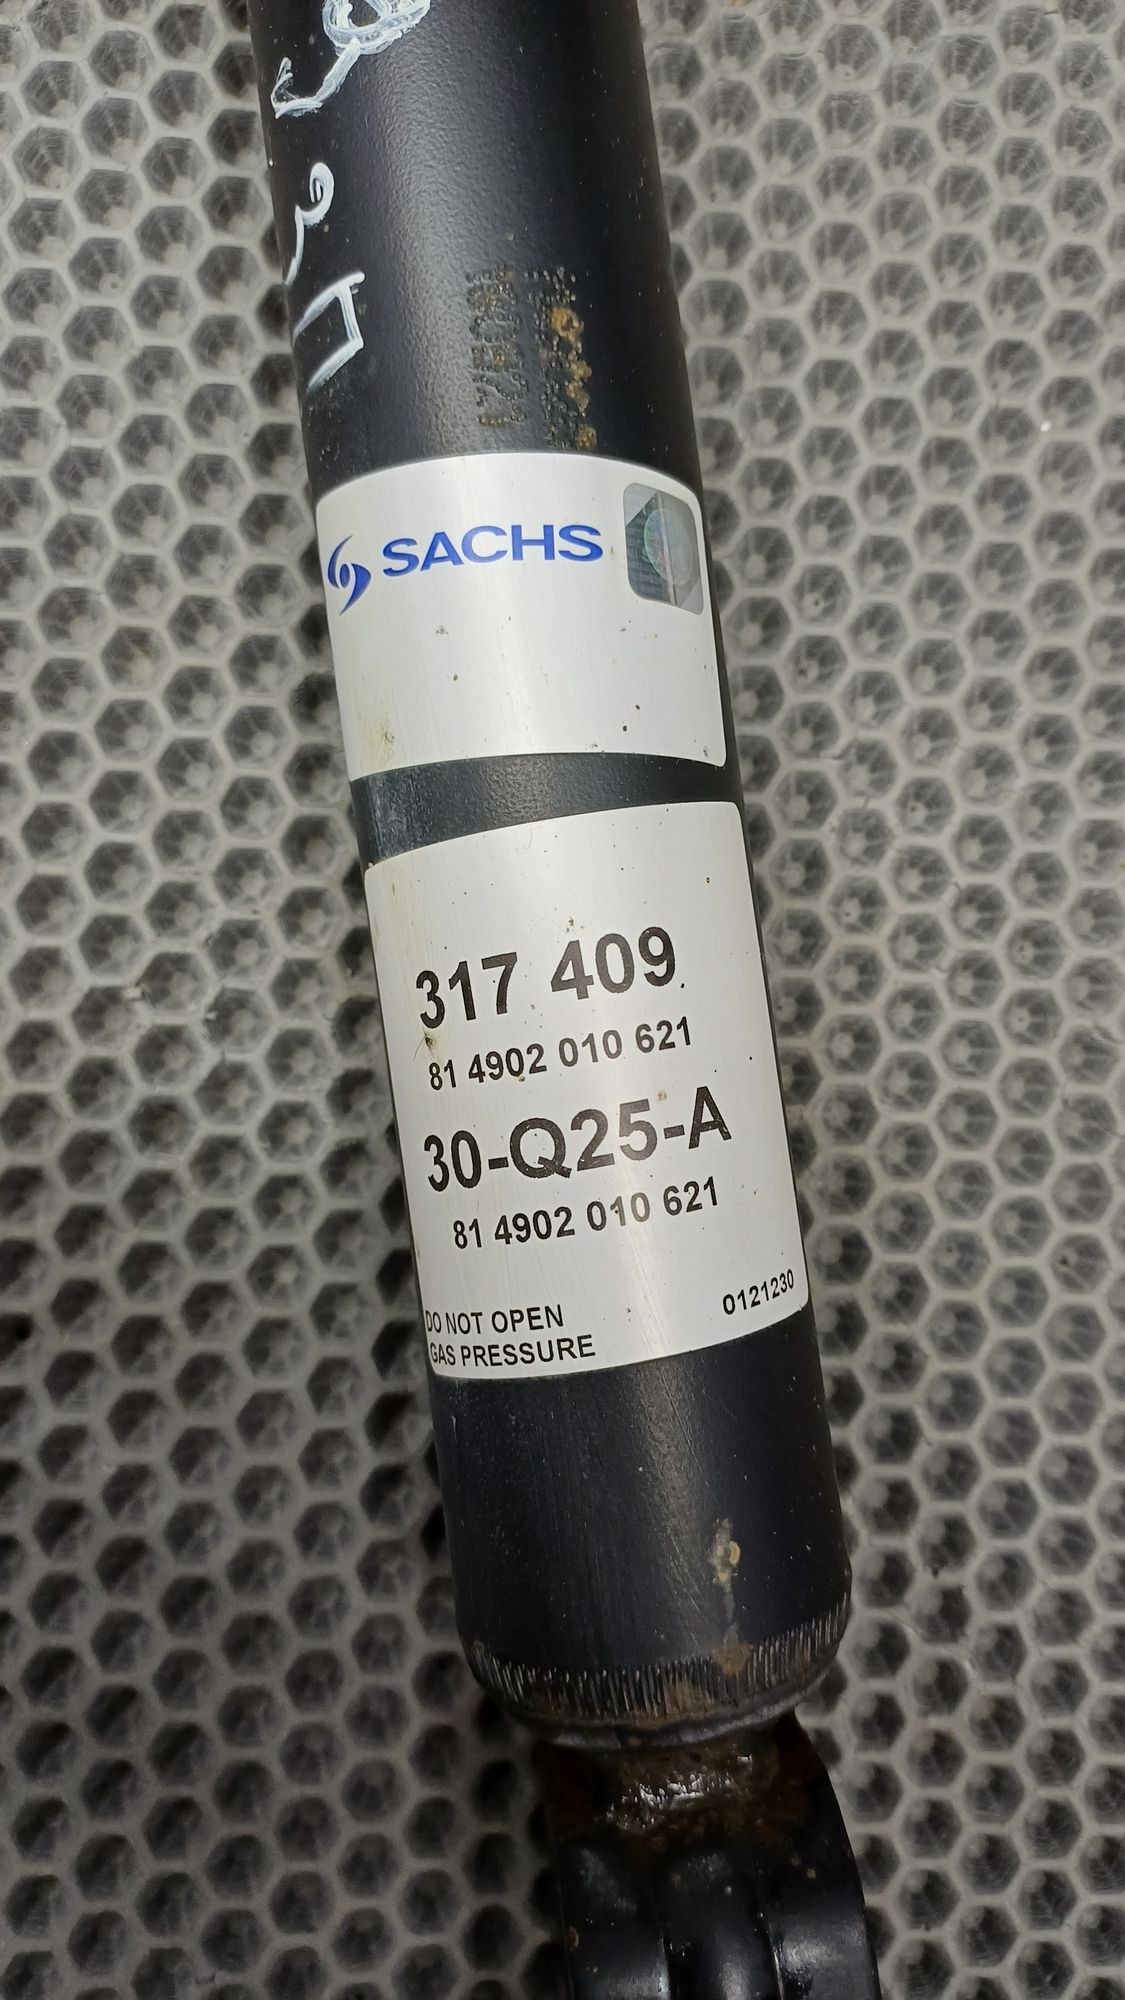 SACHS
317 409
81 4902 010 621
30-Q25-A
81 4902 010 621
DO NOT OPEN
GAS PRESSURE
0121230